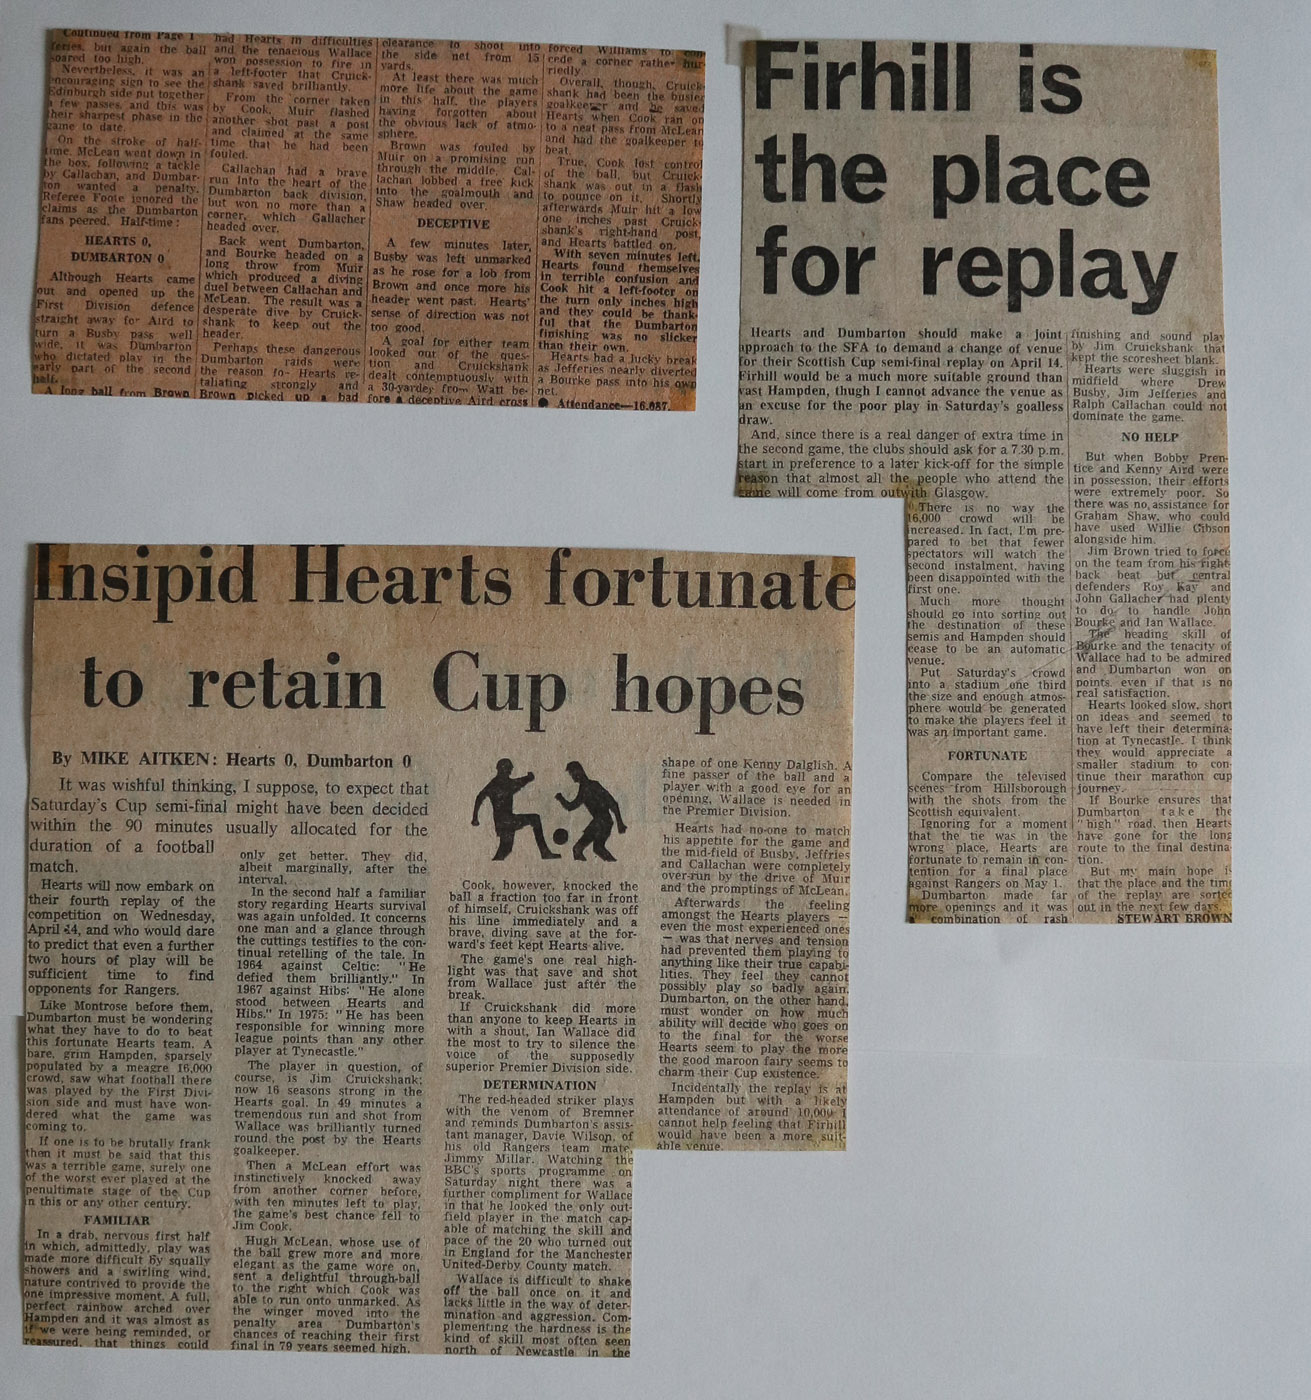 Continued from Page 1
feries, but again the ball
soared too high.
Nevertheless, it was an
encouraging sign to see the
Edinburgh side put together
a few passes, and this was
their sharpest phase in the
game to date.
On the stroke of half-
time, McLean went down in
the box, following a tackle
by Callachan, and Dumbar-
ton wanted a penalty.
Referee Foote ignored the
claims as the Dumbarton
fans peered. Half-time:
HEARTS 0,
DUMBARTON 0.
Although Hearts came
out and opened up the
First Division defence
straight away for Aird to
turn a Busby pass well
wide, it was Dumbarton
who dictated play in the
early part of the second
half.
A long ball from Brown
had Hearts in difficulties
and the tenacious Wallace
won possession to fire in
a left-footer that Cruick-
shank saved brilliantly.
From the corner taken
by Cook, Muir flashed
another shot past a post
and claimed at the same
time that he had been
fouled.
Callachan had a brave
run into the heart of the
Dumbarton back division,
but won no more than a
corner, which Gallacher
headed over.
Back went Dumbarton,
and Bourke headed on a
long throw from Muir
which produced a diving
duel between Callachan and
McLean. The result was a
desperate dive by Cruick-
shank to keep out the
header.
Perhaps these dangerous
Dumbarton raids were
the reason fo- Hearts re-
taliating strongly and
Brown picked up a bad
clearance to shoot into
the side net from 15
yards.
At least there was much
more life about the game
in this half, the players
having forgotten about
the obvious lack of atmo-
sphere.
Brown was fouled by
Muir on a promising run
through the middle. Cal-
lachan lobbed a free kick
into the goalmouth and
Shaw headed over.
DECEPTIVE
A few minutes later,
Busby was left unmarked
as he rose for a lob from
Brown and once more his
header went past. Hearts'
sense of direction was not
too good.
A goal for either team
looked out of the ques-
tion and Cruickshank
dealt contemptuously with
a 30-yarder fro— Watt be-
fore a deceptive Aird cross
forced Williams to con-
cede a corner rather hur-
riedly.
Overall, though, Cruick-
shank had been the busier
goalkeeper and he saved
Hearts when Cook ran on
to a neat pass from McLean
and had the goalkeeper to
beat.
True, Cook lost control
of the ball, but Cruick-
shank was out in a flash
to pounce on it. Shortly
afterwards Muir hit a low
one inches past Cruick-
shank's right-hand post,
and Hearts battled on.
With seven minutes left,
Hearts found themselves
in terrible confusion and
Cook hit a left-footer on
the turn only inches high
and they could be thank-
ful that the Dumbarton
finishing was no slicker
than their own.
Hearts had a lucky break
as Jefferies nearly diverted
a Bourke pass into his own
net.
● Attendance—16,087.
Firhill is
the place
for replay
Hearts and Dumbarton should make a joint
approach to the SFA to demand a change of venue
for their Scottish Cup semi-final replay on April 14.
Firhill would be a much more suitable ground than
vast Hampden, thugh I cannot advance the venue as
an excuse for the poor play in Saturday's goalless
draw.
And, since there is a real danger of extra time in
the second game, the clubs should ask for a 7.30 p.m.
start in preference to a later kick-off for the simple
reason that almost all the people who attend the
game will come from outwith Glasgow.
There is no way the
16,000 crowd will be
increased. In fact, I'm pre-
pared to bet that fewer
spectators will watch the
second instalment, having
been disappointed with the
first one.
Much more thought
should go into sorting out
the destination of these
semis and Hampden should
cease to be an automatic
venue.
Put Saturday's crowd
into a stadium one third
the size and enough atmos-
phere would be generated
to make the players feel it
was an important game.
FORTUNATE
Compare the televised
scenes from Hillsborough
with the shots from the
Scottish equivalent.
Ignoring for a moment
that the tie was in the
wrong place, Hearts are
fortunate to remain in con-
tention for a final place
against Rangers on May 1.
Dumbarton made far
more openings and it was
a combination of rash
finishing and sound play
by Jim Cruickshank that
kept the scoresheet blank.
Hearts were sluggish in
midfield where Drew
Busby, Jim Jefferies and
Ralph Callachan could not
dominate the game.
NO HELP
But when Bobby Pren-
tice and Kenny Aird were
in possession, their efforts
were extremely poor. So
there was no assistance for
Graham Shaw, who could
have used Willie Gibson
alongside him.
Jim Brown tried to force
on the team from his right-
back beat but central
defenders Roy Kay and
John Gallacher had plenty
to do to handle John
Bourke and Ian Wallace.
The heading skill of
Bourke and the tenacity of
Wallace had to be admired
and Dumbarton won on
points, even if that is no
real satisfaction.
Hearts looked slow, short
on ideas and seemed to
have left their determina-
tion at Tynecastle. I think
they would appreciate a
smaller stadium to con-
tinue their marathon cup
journey.
If Bourke ensures that
Dumbarton take the
"high" road, then Hearts
have gone for the long
route to the final destina-
tion.
But my main hope is
that the place and the time
of the replay are sorted
out in the next few days.
STEWART BROWN
Insipid Hearts fortunate
to retain Cup hopes
By MIKE AITKEN: Hearts 0, Dumbarton 0
It was wishful thinking, I suppose, to expect that
Saturday's Cup semi-final might have been decided
within the 90 minutes usually allocated for the
duration of a football
match.
Hearts will now embark on
their fourth replay of the
competition on Wednesday,
April 14, and who would dare
to predict that even a further
two hours of play will be
sufficient time to find
opponents for Rangers.
Like Montrose before them,
Dumbarton must be wondering
what they have to do to beat
this fortunate Hearts team. A
bare, grim Hampden, sparsely
populated by a meagre 16,000
crowd, saw what football there
was played by the First Divi-
sion side and must have won-
dered what the game was
coming to.
If one is to be brutally frank
then it must be said that this
was a terrible game, surely one
of the worst ever played at the
penultimate stage of the Cup
in this or any other century.
FAMILIAR
In a drab, nervous first half
in which, admittedly, play was
made more difficult by squally
showers and a swirling wind,
nature contrived to provide the
one impressive moment. A full,
perfect rainbow arched over
Hampden and it was almost as
if we were being reminded, or
reassured, that things could
only get better. They did,
albeit marginally, after the
interval.
In the second half a familiar
story regarding Hearts survival
was again unfolded. It concerns
one man and a glance through
the cuttings testifies to the con-
tinual retelling of the tale. In
1964 against Celtic: "He
defied them brilliantly." In
1967 against Hibs: "He alone
stood between Hearts and
Hibs." In 1975: "He has been
responsible for winning more
league points than any other
player at Tynecastle."
The player in question, of
course, is Jim Cruickshank;
now 16 seasons strong in the
Hearts goal. In 49 minutes a
tremendous run and shot from
Wallace was brilliantly turned
round the post by the Hearts
goalkeeper.
Then a McLean effort was
instinctively knocked away
from another corner before,
with ten minutes left to play,
the game's best chance fell to
Jim Cook.
Hugh McLean, whose use of
the ball grew more and more
elegant as the game wore on,
sent a delightful through-ball
to the right which Cook was
able to run onto unmarked. As
the winger moved into the
penalty area Dumbarton's
chances of reaching their first
final in 79 years seemed high.
Cook, however, knocked the
ball a fraction too far in front
of himself, Cruickshank was off
his line immediately and a
brave, diving save at the for-
ward's feet kept Hearts alive.
The game's one real high-
light was that save and shot
from Wallace just after the
break.
If Cruickshank did more
than anyone to keep Hearts in
with a shout, Ian Wallace did
the most to try to silence the
voice of the supposedly
superior Premier Division side.
DETERMINATION
The red-headed striker plays
with the venom of Bremner
and reminds Dumbarton's assis-
tant manager, Davie Wilson, of
his old Rangers team mate,
Jimmy Millar. Watching the
BBC's sports programme on
Saturday night there was a
further compliment for Wallace
in that he looked the only out-
field player in the match cap-
able of matching the skill and
pace of the 20 who turned out
in England for the Manchester
United-Derby County match.
Wallace is difficult to shake
off the ball once on it and
lacks little in the way of deter-
mination and aggression. Com-
plementing the hardness is the
kind of skill most often seen
north of Newcastle in the
shape of one Kenny Dalglish. A
fine passer of the ball and a
player with a good eye for an
opening, Wallace is needed in
the Premier Division.
Hearts had no-one to match
his appetite for the game and
the mid-field of Busby, Jeffries
and Callachan were completely
over-run by the drive of Muir
and the promptings of McLean.
Afterwards the feeling
amongst the Hearts players —
even the most experienced ones
— was that nerves and tension
had prevented them playing to
anything like their true capabi-
lities. They feel they cannot
possibly play so badly again.
Dumbarton, on the other hand,
must wonder on how much
ability will decide who goes on
to the final for the worse
Hearts seem to play the more
the good maroon fairy seems to
charm their Cup existence.
Incidentally the replay is at
Hampden but with a likely
attendance of around 10,000 I
cannot help feeling that Firhill
would have been a more suit-
able venue.